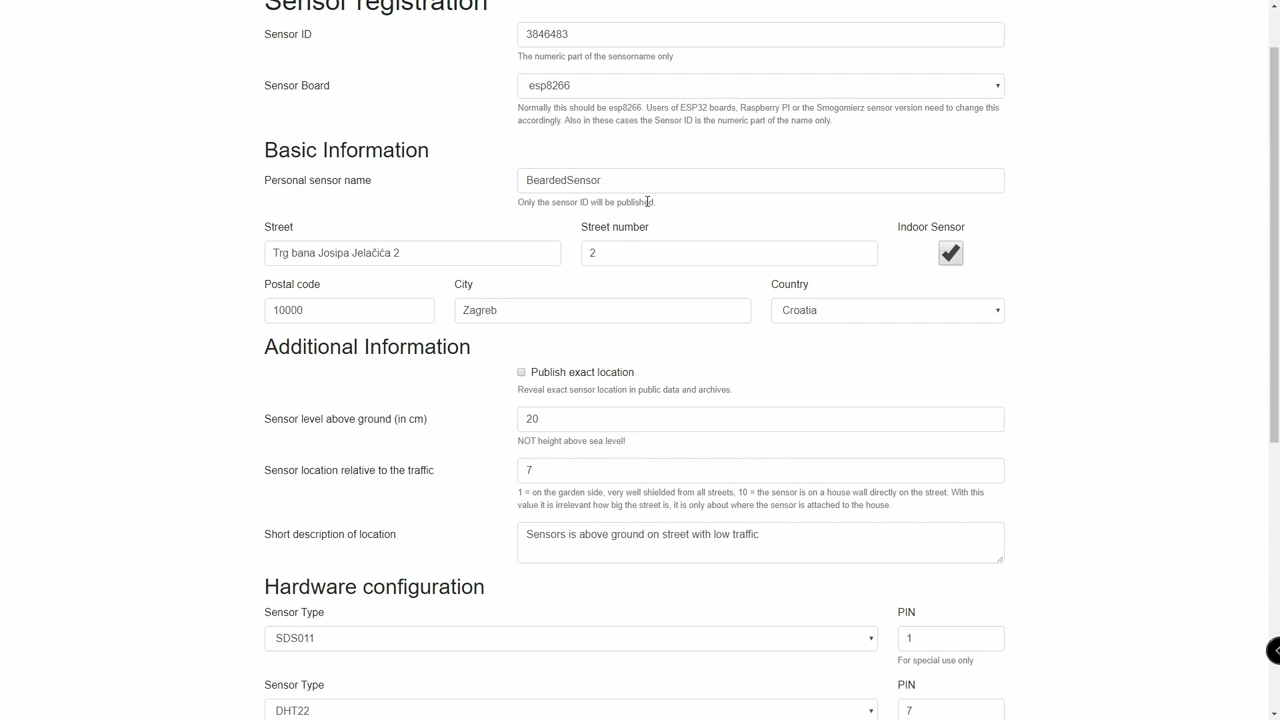 Sensor registration
Sensor ID
3846483
The numeric part of the sensorname only
Sensor Board
esp8266
Normally this should be esp8266. Users of ESP32 boards, Raspberry PI or the Smogomierz sensor version need to change this
accordingly. Also in these cases the Sensor ID is the numeric part of the name only.
Basic Information
Personal sensor name
BeardedSensor
Only the sensor ID will be published.
Street
Street number
Indoor Sensor
Trg bana Josipa Jelačića 2
2
Postal code
City
Country
10000
Zagreb
Croatia
Additional Information
Publish exact location
Reveal exact sensor location in public data and archives.
Sensor level above ground (in cm)
20
NOT height above sea level!
Sensor location relative to the traffic
7
1 = on the garden side, very well shielded from all streets, 10 = the sensor is on a house wall directly on the street. With this
value it is irrelevant how big the street is, it is only about where the sensor is attached to the house.
Short description of location
Sensors is above ground on street with low traffic
Hardware configuration
Sensor Type
PIN
SDS011
1
For special use only
Sensor Type
PIN
DHT22
7